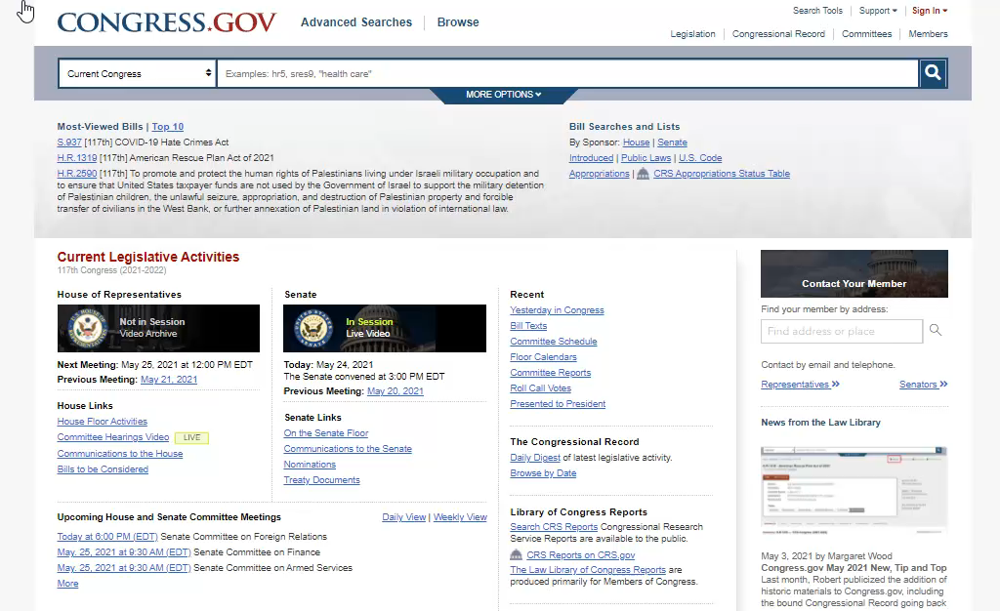 CONGRESS.GOV
Advanced Searches
Browse
Search Tools
Support
Sign In
Legislation
Congressional Record
Committees
Members
Current Congress
Examples: hr5, sres9, "health care"
MORE OPTIONS
Most-Viewed Bills | Top 10
S.937 [117th] COVID-19 Hate Crimes Act
H.R.1319 [117th] American Rescue Plan Act of 2021
H.R.2590 [117th] To promote and protect the human rights of Palestinians living under Israeli military occupation and
to ensure that United States taxpayer funds are not used by the Government of Israel to support the military detention
of Palestinian children, the unlawful seizure, appropriation, and destruction of Palestinian property and forcible
transfer of civilians in the West Bank, or further annexation of Palestinian land in violation of international law.
Bill Searches and Lists
By Sponsor: House | Senate
Introduced | Public Laws | U.S. Code
Appropriations | CRS Appropriations Status Table
Current Legislative Activities
117th Congress (2021-2022)
House of Representatives
Not in Session
Video Archive
Next Meeting: May 25, 2021 at 12:00 PM EDT
Previous Meeting: May 21, 2021
House Links
House Floor Activities
Committee Hearings Video LIVE
Communications to the House
Bills to be Considered
Senate
In Session
Live Video
Today: May 24, 2021
The Senate convened at 3:00 PM EDT
Previous Meeting: May 20, 2021
Senate Links
On the Senate Floor
Communications to the Senate
Nominations
Treaty Documents
Upcoming House and Senate Committee Meetings
Daily View | Weekly View
Today at 6:00 PM (EDT) Senate Committee on Foreign Relations
May. 25, 2021 at 9:30 AM (EDT) Senate Committee on Finance
May. 25, 2021 at 9:30 AM (EDT) Senate Committee on Armed Services
More
Recent
Yesterday in Congress
Bill Texts
Committee Schedule
Floor Calendars
Committee Reports
Roll Call Votes
Presented to President
The Congressional Record
Daily Digest of latest legislative activity.
Browse by Date
Library of Congress Reports
Search CRS Reports Congressional Research
Service Reports are available to the public.
CRS Reports on CRS.gov
The Law Library of Congress Reports are
produced primarily for Members of Congress.
Contact Your Member
Find your member by address:
Find address or place
Contact by email and telephone.
Representatives »
Senators »
News from the Law Library
May 3, 2021 by Margaret Wood
Congress.gov May 2021 New, Tip and Top
Last month, Robert publicized the addition of
historic materials to Congress.gov, including
the bound Congressional Record going back